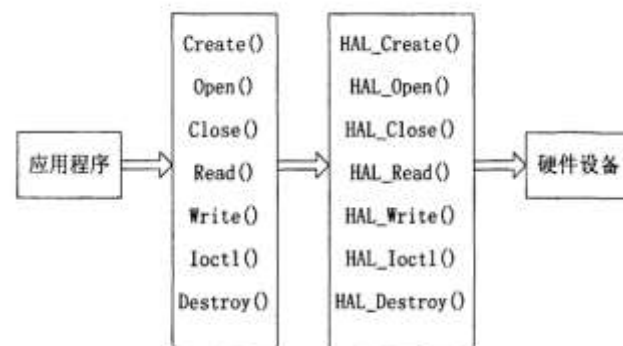 应用程序
Create()
Open()
Close()
Read()
Write()
Ioctl()
Destroy()
HAL_Create()
HAL_Open()
HAL_Close()
HAL_Read()
HAL_Write()
HAL_Ioctl()
HAL_Destroy()
硬件设备